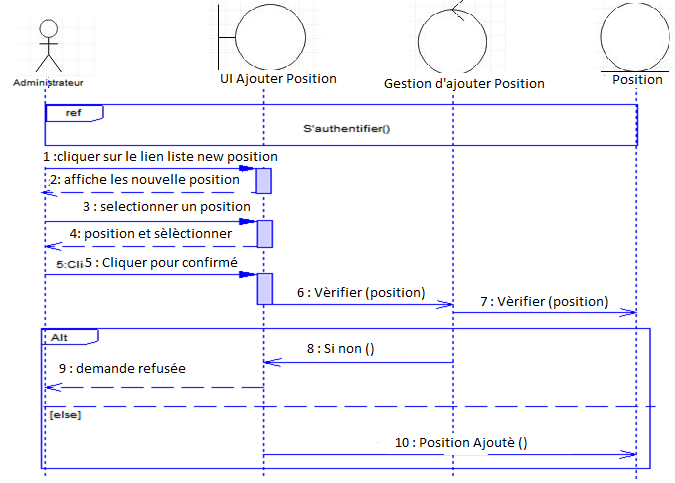 Administrateur
UI Ajouter Position
Gestion d'ajouter Position
Position
ref
S'authentifier()
1 :cliquer sur le lien liste new position
2: affiche les nouvelle position
3 : selectionner un position
4: position et sèlèctionner
5:Cli5 : Cliquer pour confirmé
6 : Vèrifier (position)
7 : Vèrifier (position)
Alt
8 : Si non ()
9 : demande refusée
[else]
10 : Position Ajoutè ()